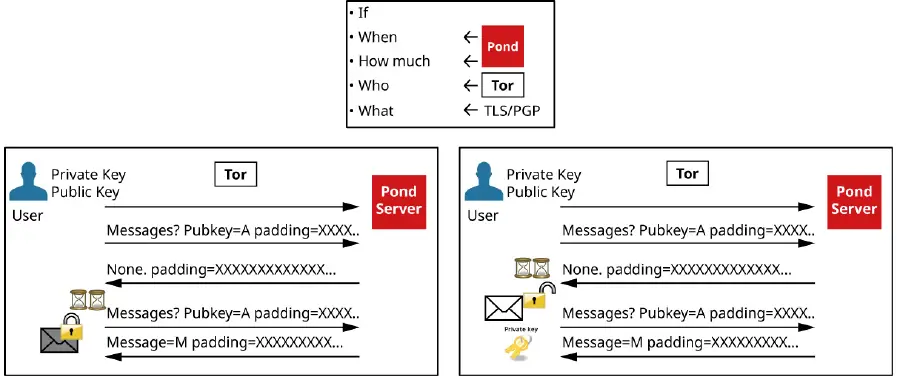 • If
• When ← Pond
• How much ←
• Who ← Tor
• What ← TLS/PGP
Private Key
Public Key
User
Tor
Pond
Server
Messages? Pubkey=A padding=XXXX..
None. padding=XXXXXXXXXXXXX...
Messages? Pubkey=A padding=XXXX..
Message=M padding=XXXXXXXXX...
Private Key
Public Key
User
Tor
Pond
Server
Messages? Pubkey=A padding=XXXX..
None. padding=XXXXXXXXXXXXX...
Messages? Pubkey=A padding=XXXX..
Private key
Message=M padding=XXXXXXXXX...